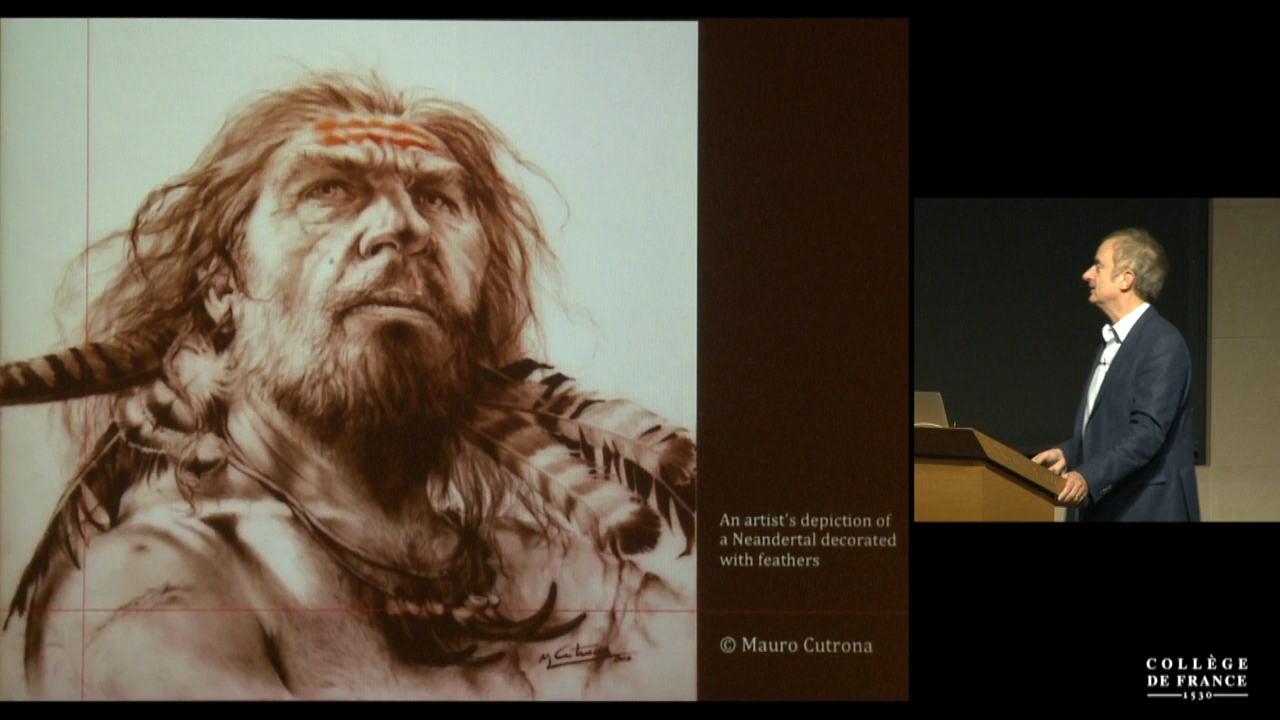 An artist's depiction of
a Neandertal decorated
with feathers
© Mauro Cutrona
COLLÈGE
DE FRANCE
1530